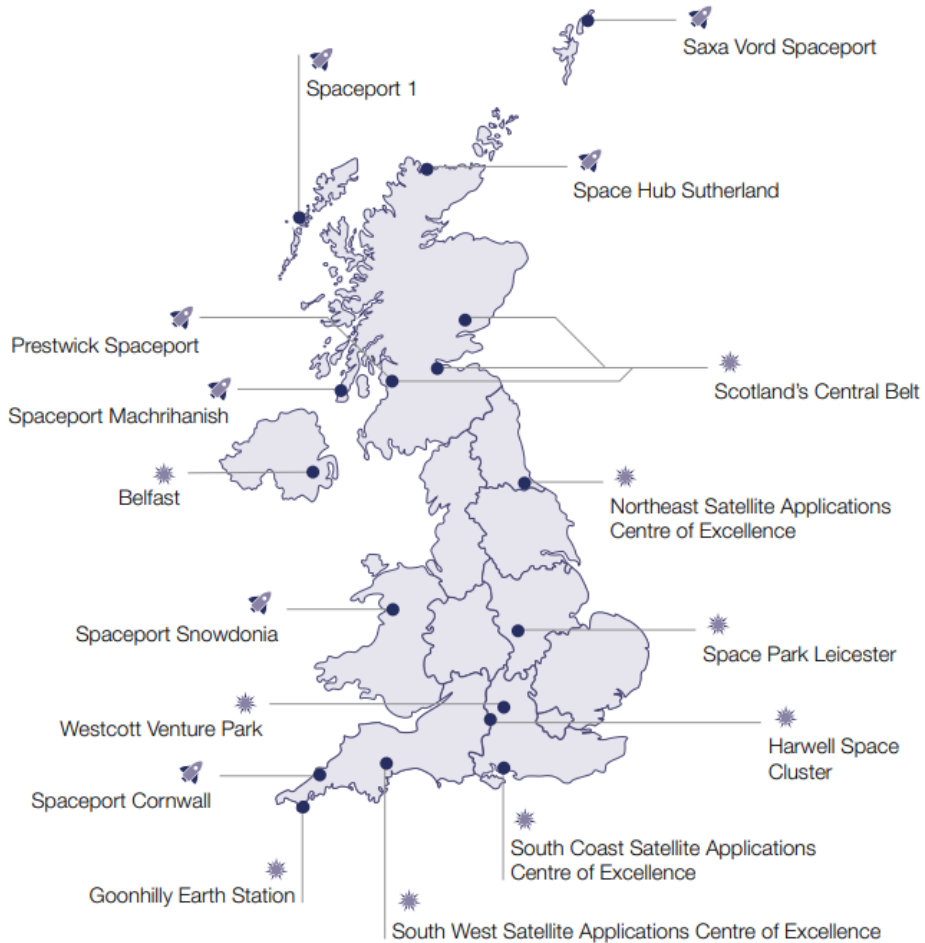 Saxa Vord Spaceport
Spaceport 1
Space Hub Sutherland
Prestwick Spaceport
Scotland's Central Belt
Spaceport Machrihanish
Belfast
Northeast Satellite Applications
Centre of Excellence
Spaceport Snowdonia
Space Park Leicester
Westcott Venture Park
Harwell Space
Cluster
Spaceport Cornwall
South Coast Satellite Applications
Centre of Excellence
Goonhilly Earth Station
South West Satellite Applications Centre of Excellence